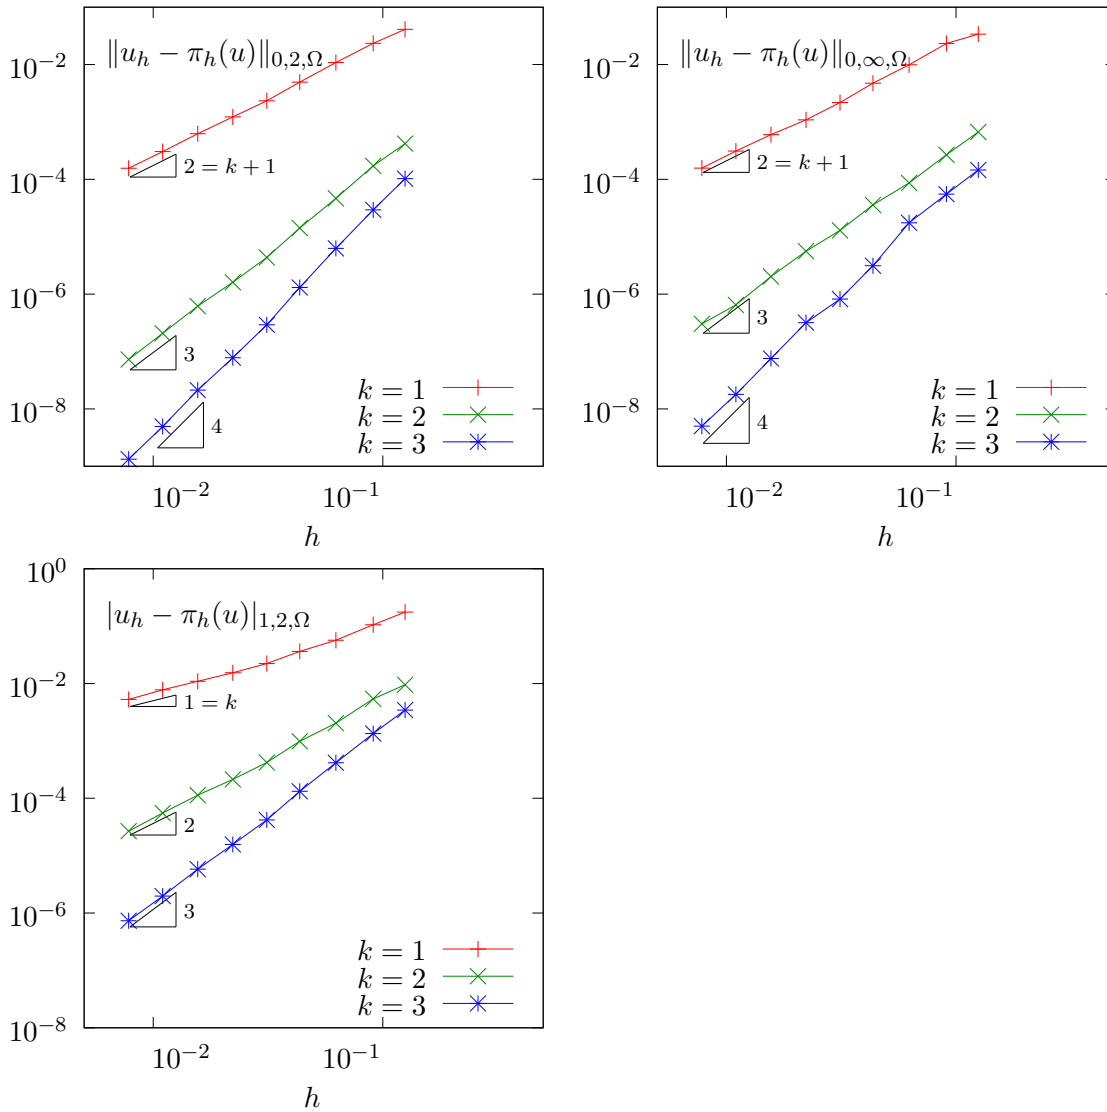 ‖u_h − π_h(u)‖_{0,2,Ω}
10^{-2}
10^{-4}
10^{-6}
10^{-8}
2 = k + 1
3
4
k = 1
k = 2
k = 3
10^{-2}
10^{-1}
h
‖u_h − π_h(u)‖_{0,∞,Ω}
10^{-2}
10^{-4}
10^{-6}
10^{-8}
2 = k + 1
3
4
k = 1
k = 2
k = 3
10^{-2}
10^{-1}
h
10^{0}
|u_h − π_h(u)|_{1,2,Ω}
10^{-2}
10^{-4}
10^{-6}
10^{-8}
1 = k
2
3
k = 1
k = 2
k = 3
10^{-2}
10^{-1}
h